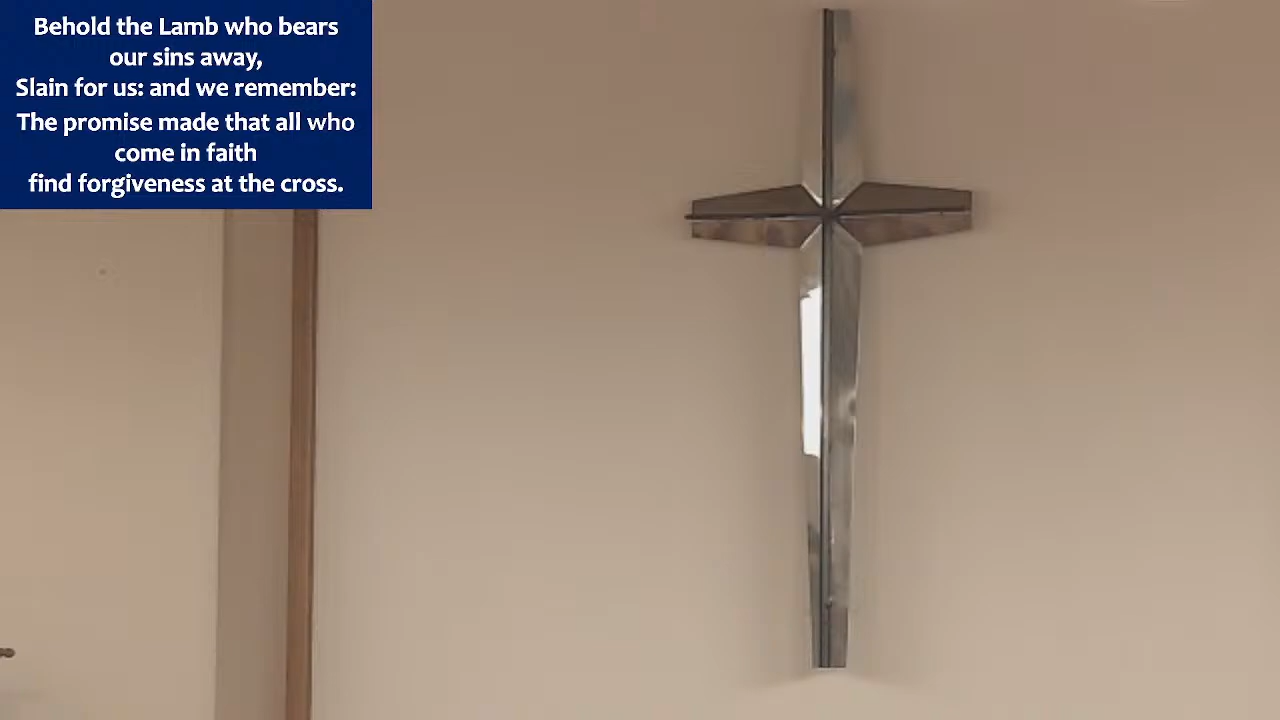 Behold the Lamb who bears
our sins away,
Slain for us: and we remember:
The promise made that all who
come in faith
find forgiveness at the cross.